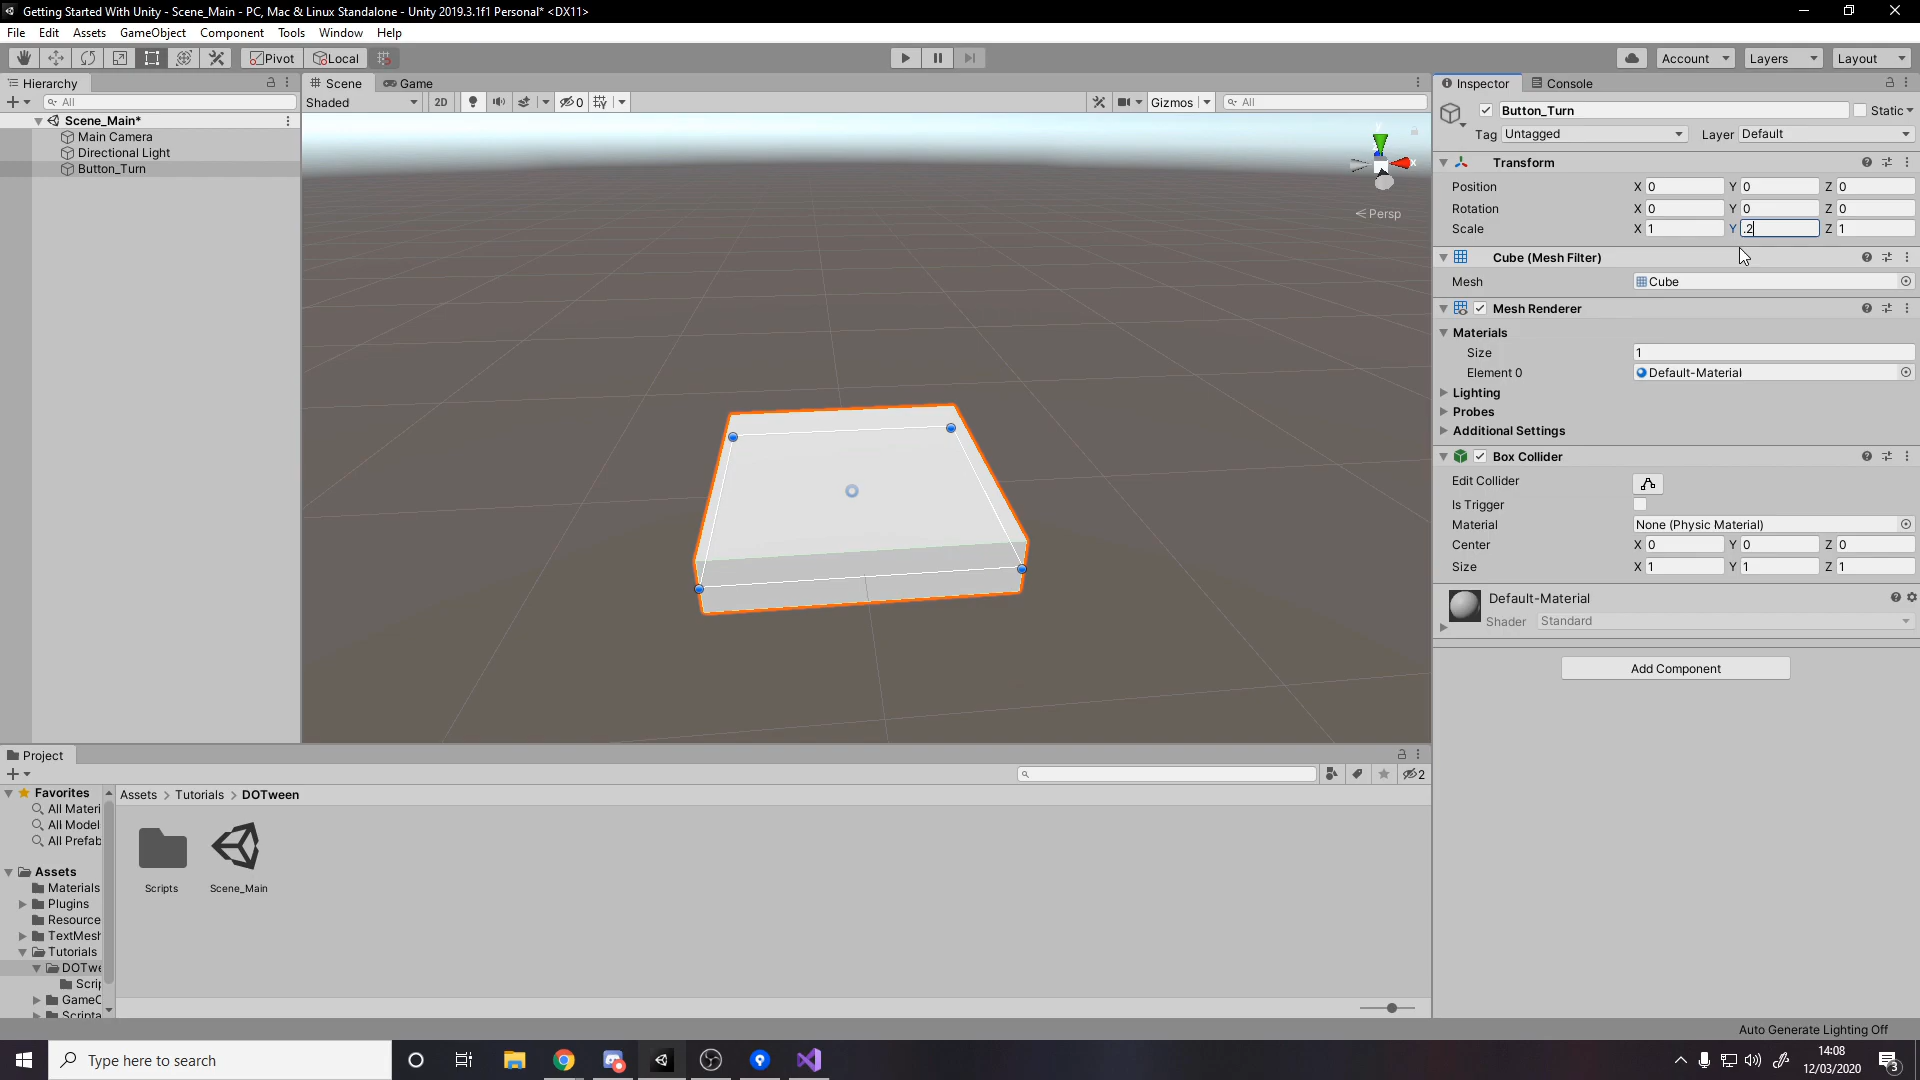 Getting Started With Unity - Scene_Main - PC, Mac & Linux Standalone - Unity 2019.3.1f1 Personal* <DX11>
File Edit Assets GameObject Component Tools Window Help
Pivot Local Account Layers Layout
Hierarchy Scene Game Inspector Console
All Shaded 2D 0 Gizmos All
Button_Turn Static
Scene_Main*
Main Camera
Directional Light
Button_Turn
Tag Untagged Layer Default
Transform
Position X 0 Y 0 Z 0
Rotation X 0 Y 0 Z 0
Scale X 1 Y .2 Z 1
y x
Persp
Cube (Mesh Filter)
Mesh Cube
Mesh Renderer
Materials
Size 1
Element 0 Default-Material
Lighting
Probes
Additional Settings
Box Collider
Edit Collider
Is Trigger
Material None (Physic Material)
Center X 0 Y 0 Z 0
Size X 1 Y 1 Z 1
Default-Material
Shader Standard
Add Component
Project
2
Favorites
All Materi
All Model
All Prefab
Assets
Materials
Plugins
Resource
TextMesh
Tutorials
DOTwe
Scrip
GameC
Scripta
Assets > Tutorials > DOTween
Scripts Scene_Main
Auto Generate Lighting Off
Type here to search
14:08
12/03/2020
3